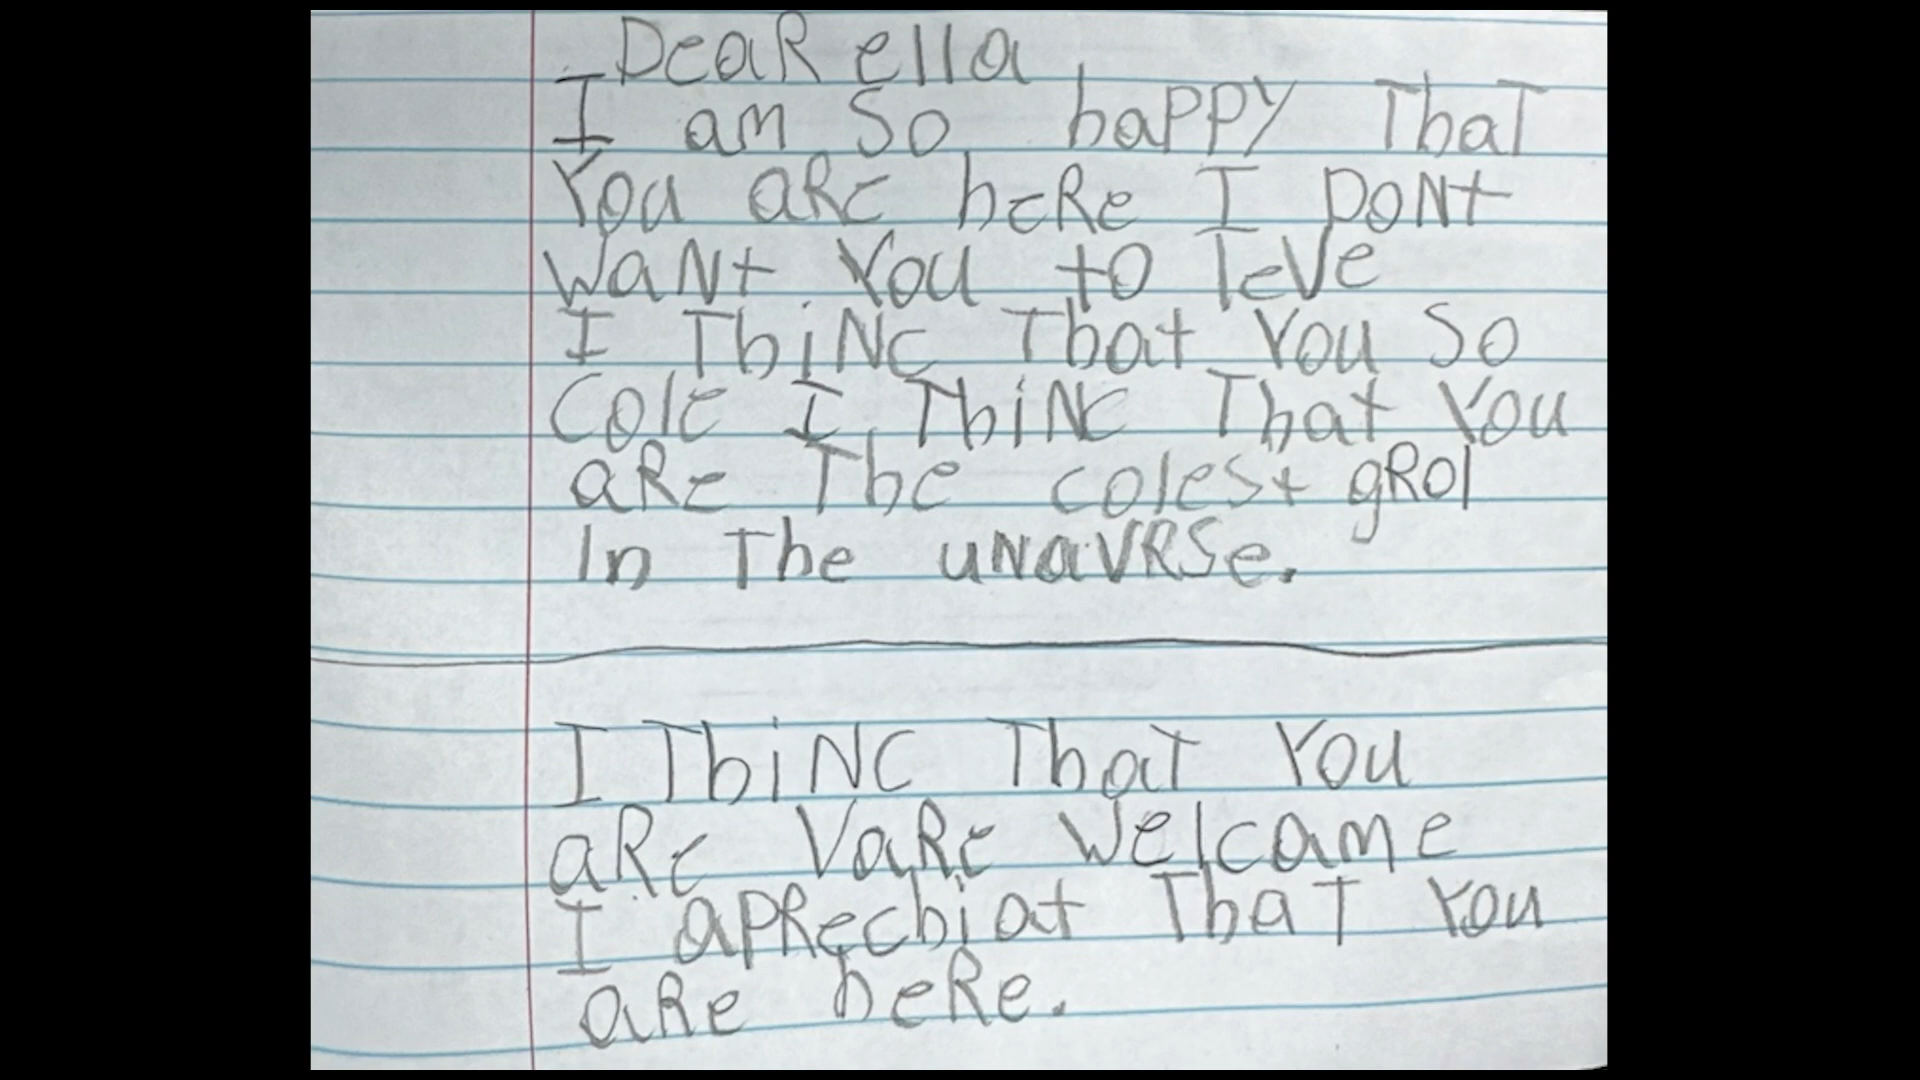 DeaR ella
I am So happy ThaT
You aRe heRe I DoNt
WaNt You to leVe
I ThiNc That You So
Cole I ThiNc That You
aRe The colest gRol
In The uNaVRSe.
I ThiNC ThaT You
aRe VaRe Welcame
I apRechiat ThaT You
aRe heRe.